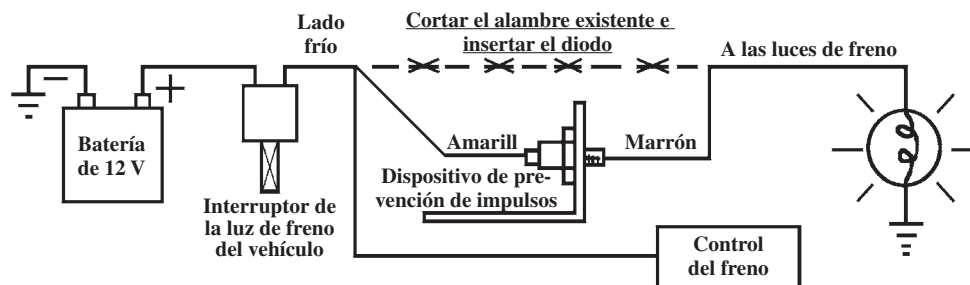 Lado
frío
Cortar el alambre existente e
insertar el diodo
A las luces de freno
− +
Batería
de 12 V
Amarill
Marrón
Dispositivo de pre-
vención de impulsos
Interruptor de
la luz de freno
del vehículo
Control
del freno